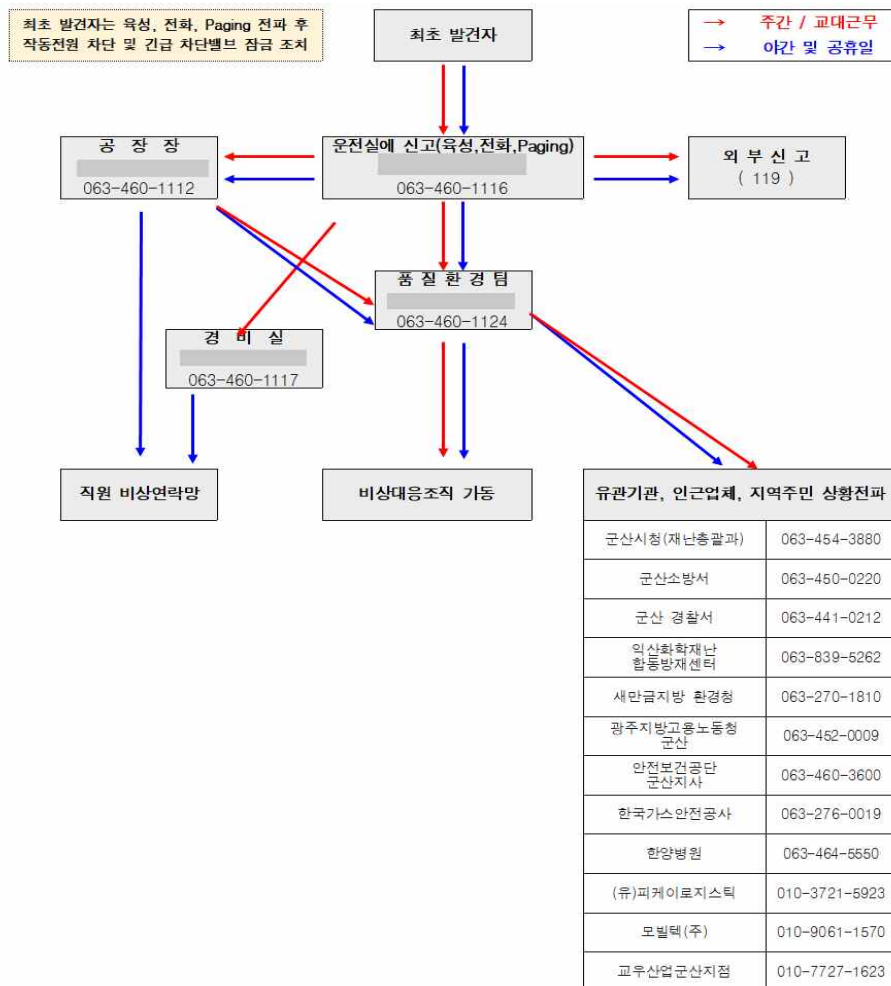 최초 발견자는 육성, 전화, Paging 전파 후
작동전원 차단 및 긴급 차단밸브 잠금 조치
최초 발견자
→ 주간 / 교대근무
→ 야간 및 공휴일
공 장 장
063-460-1112
운전실에 신고(육성,전화,Paging)
063-460-1116
외 부 신 고
( 119 )
품 질 환 경 팀
063-460-1124
경 비 실
063-460-1117
직원 비상연락망
비상대응조직 가동
유관기관, 인근업체, 지역주민 상황전파
군산시청(재난총괄과) 063-454-3880
군산소방서 063-450-0220
군산 경찰서 063-441-0212
익산화학재난
합동방재센터 063-839-5262
새만금지방 환경청 063-270-1810
광주지방고용노동청
군산 063-452-0009
안전보건공단
군산지사 063-460-3600
한국가스안전공사 063-276-0019
한양병원 063-464-5550
(유)피케이로지스틱 010-3721-5923
모빌텍(주) 010-9061-1570
교우산업군산지점 010-7727-1623